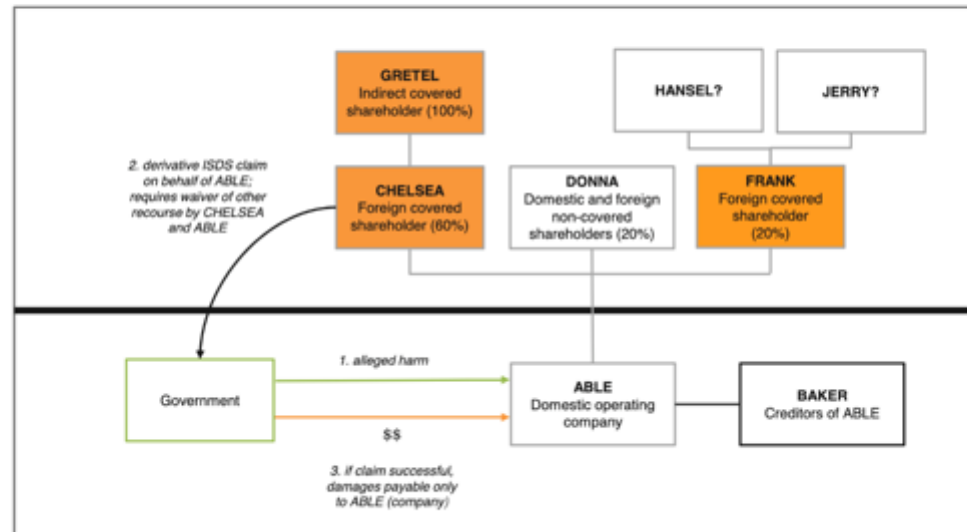 GRETEL
Indirect covered
shareholder (100%)
HANSEL?
JERRY?
2. derivative ISDS claim
on behalf of ABLE;
requires waiver of other
recourse by CHELSEA
and ABLE
CHELSEA
Foreign covered
shareholder (60%)
DONNA
Domestic and foreign
non-covered
shareholders (20%)
FRANK
Foreign covered
shareholder
(20%)
1. alleged harm
Government
ABLE
Domestic operating
company
BAKER
Creditors of ABLE
$$
3. if claim successful,
damages payable only
to ABLE (company)